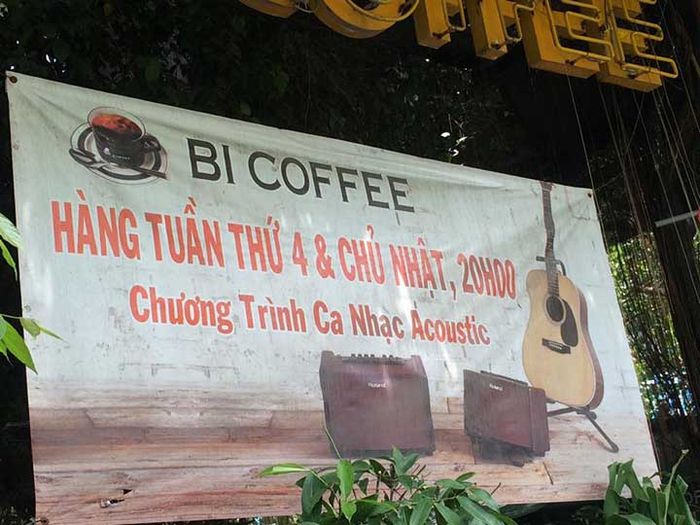 BI COFFEE
HÀNG TUẦN THỨ 4 & CHỦ NHẬT, 20H00
Chương Trình Ca Nhạc Acoustic
Roland
Roland